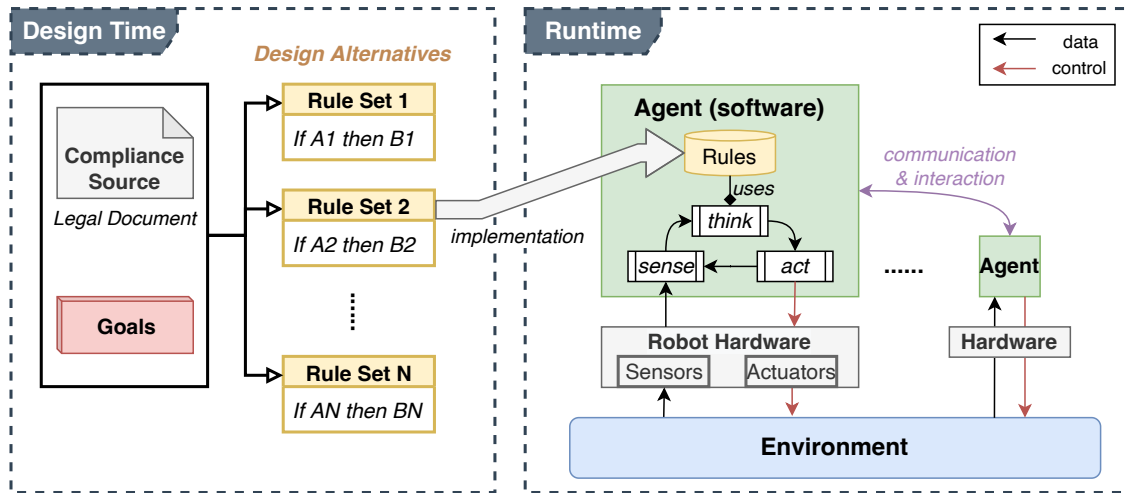 Design Time
Design Alternatives
Compliance
Source
Legal Document
Goals
Rule Set 1
If A1 then B1
Rule Set 2
If A2 then B2
......
Rule Set N
If AN then BN
implementation
Runtime
data
control
Agent (software)
Rules
uses
think
sense
act
communication
& interaction
......
Agent
Robot Hardware
Sensors
Actuators
Hardware
Environment